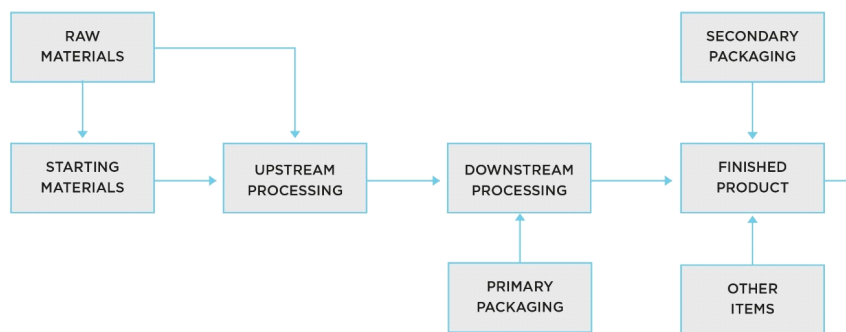 RAW
MATERIALS
SECONDARY
PACKAGING
STARTING
MATERIALS
UPSTREAM
PROCESSING
DOWNSTREAM
PROCESSING
FINISHED
PRODUCT
PRIMARY
PACKAGING
OTHER
ITEMS